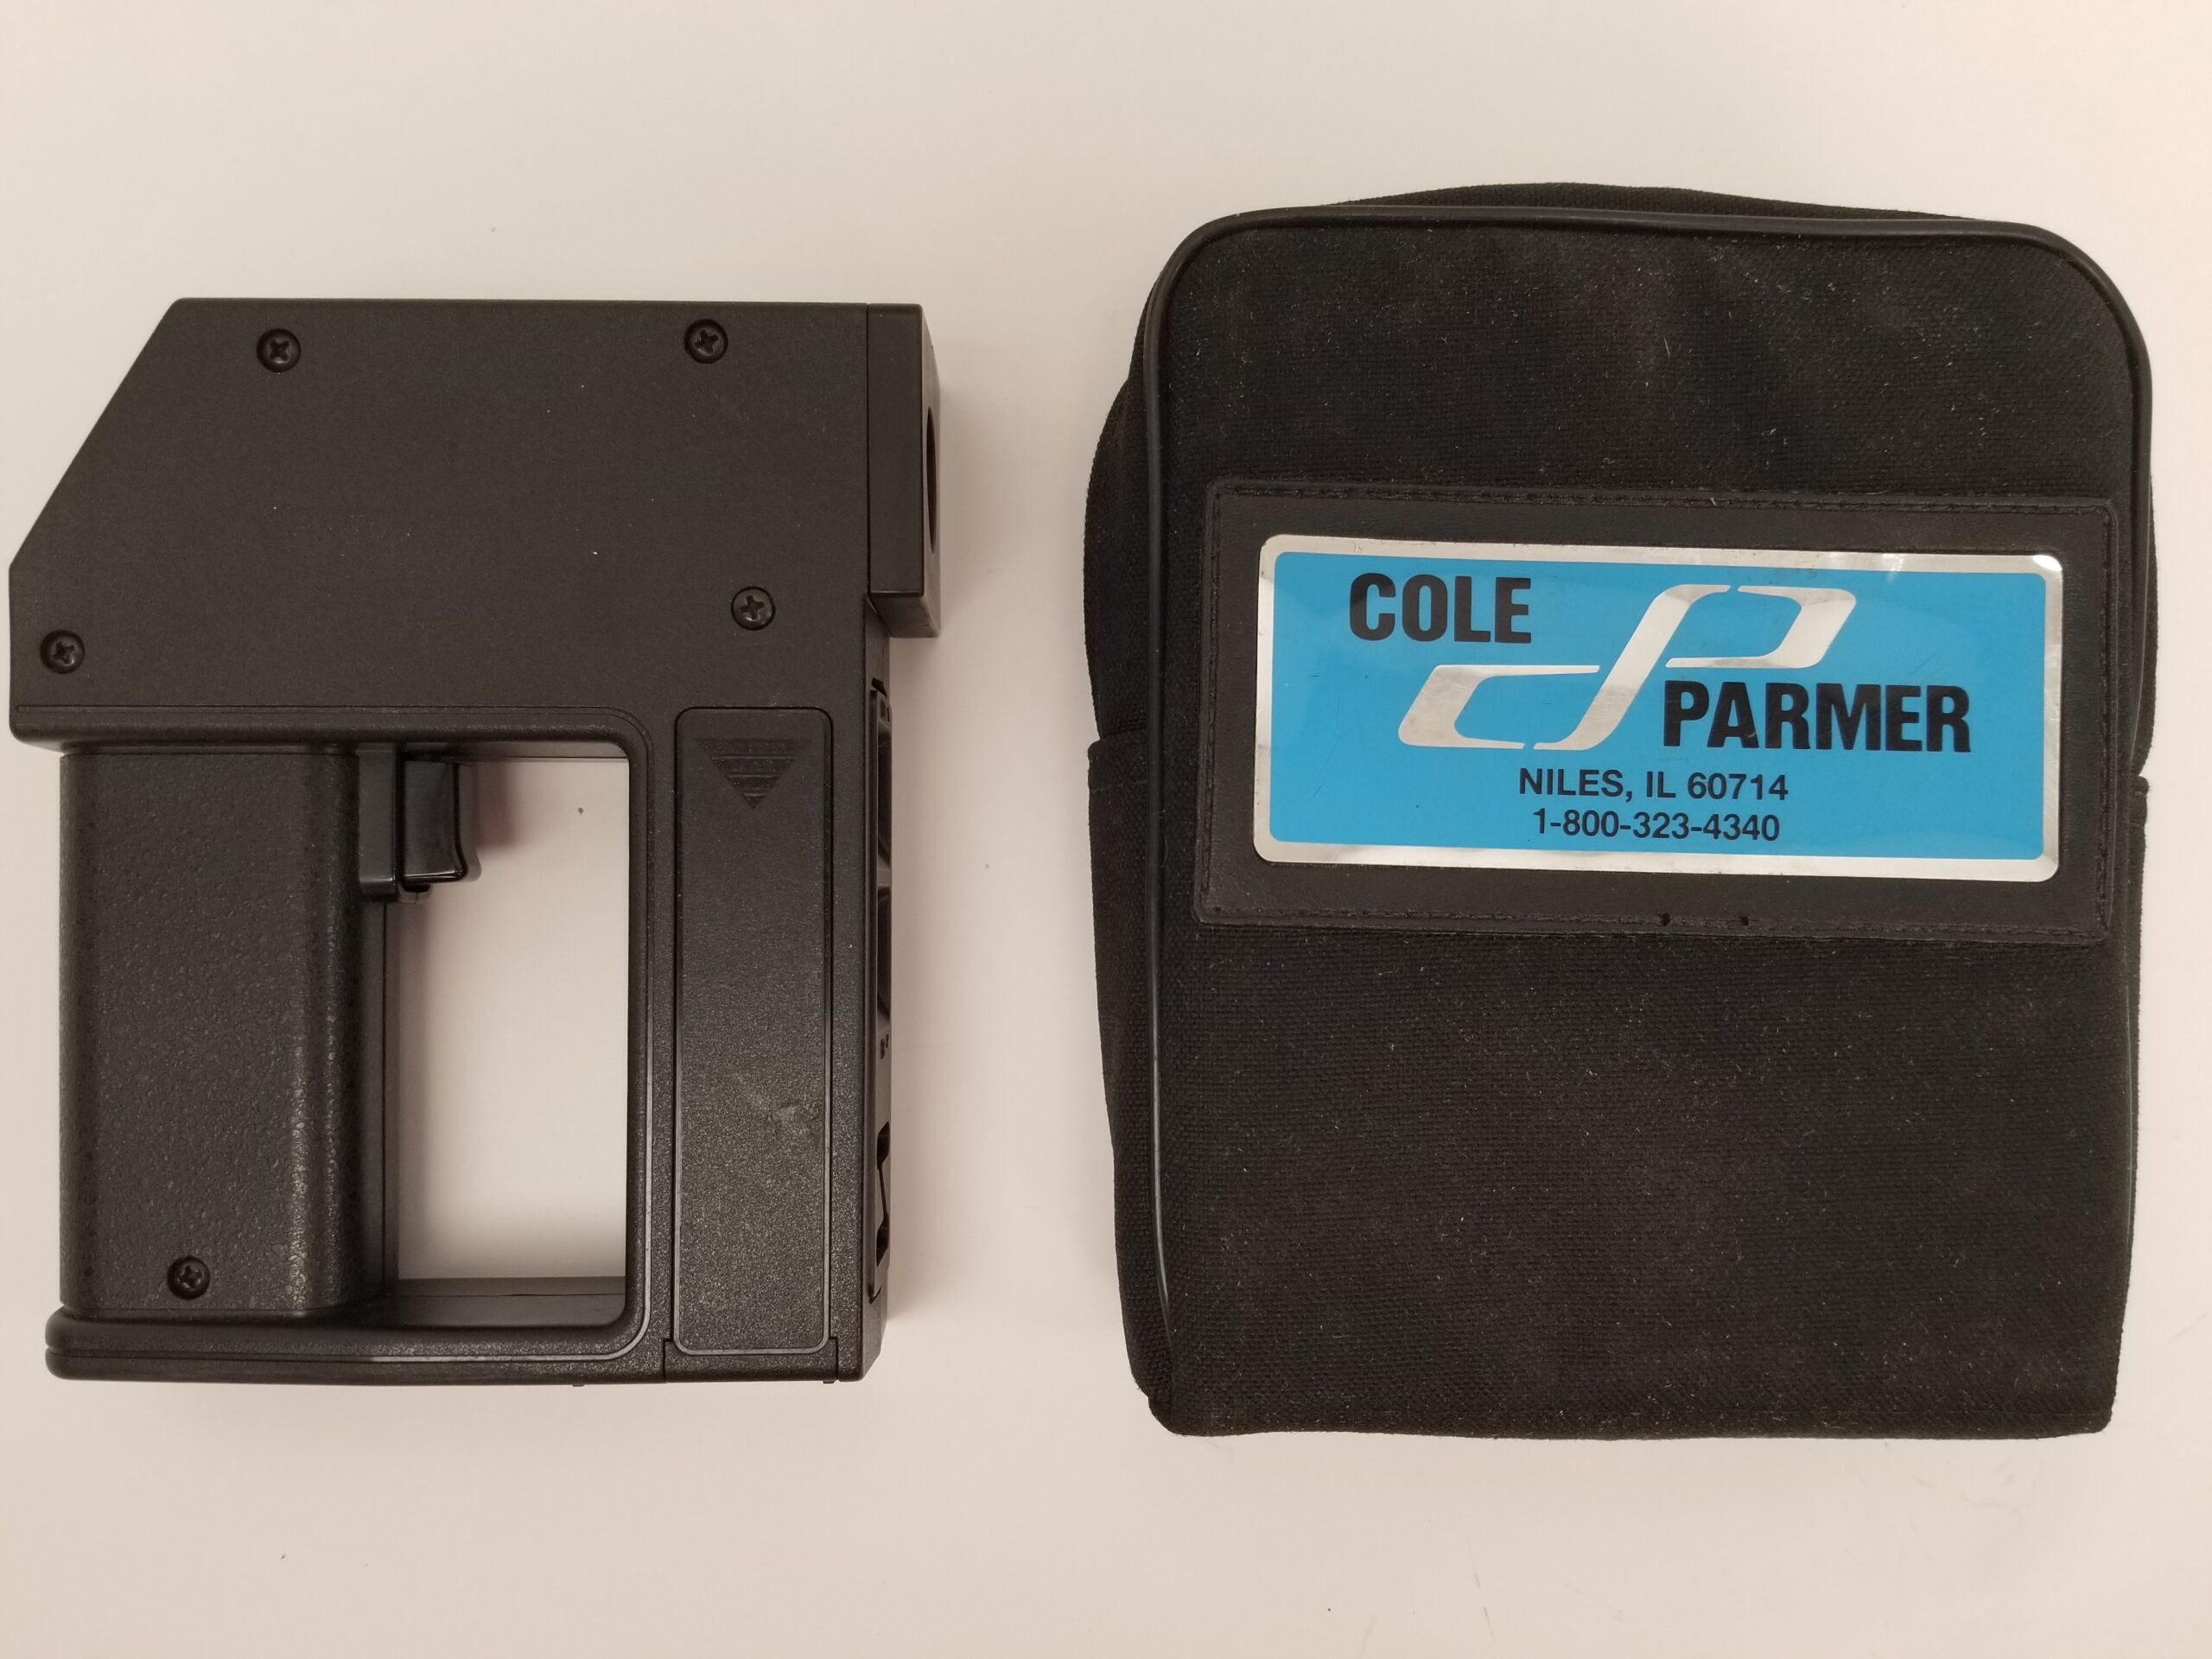 COLE
PARMER
NILES, IL 60714
1-800-323-4340